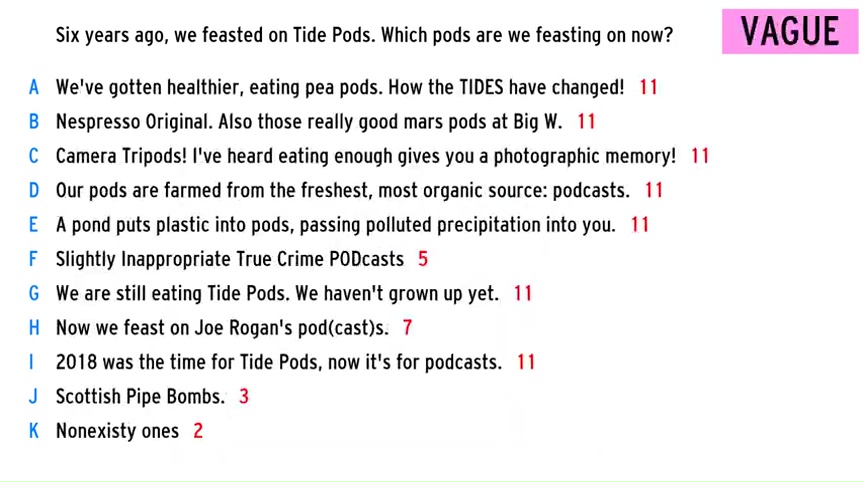 VAGUE
Six years ago, we feasted on Tide Pods. Which pods are we feasting on now?
A We've gotten healthier, eating pea pods. How the TIDES have changed! 11
B Nespresso Original. Also those really good mars pods at Big W. 11
C Camera Tripods! I've heard eating enough gives you a photographic memory! 11
D Our pods are farmed from the freshest, most organic source: podcasts. 11
E A pond puts plastic into pods, passing polluted precipitation into you. 11
F Slightly Inappropriate True Crime PODcasts 5
G We are still eating Tide Pods. We haven't grown up yet. 11
H Now we feast on Joe Rogan's pod(cast)s. 7
I 2018 was the time for Tide Pods, now it's for podcasts. 11
J Scottish Pipe Bombs. 3
K Nonexisty ones 2